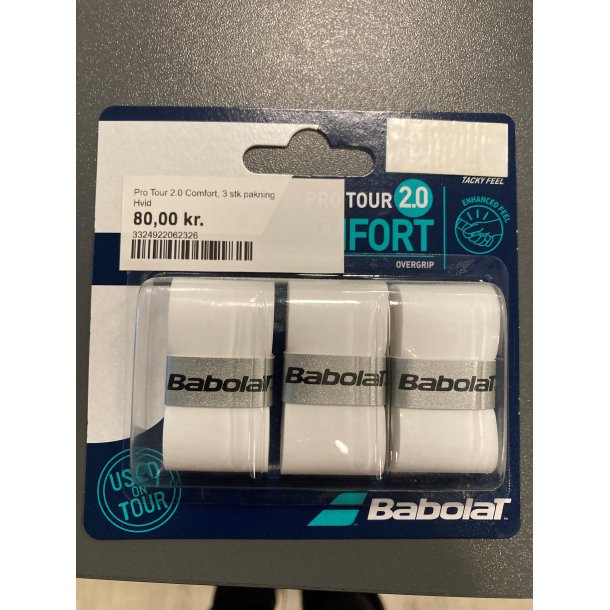 TACKY FEEL
Pro Tour 2.0 Comfort, 3 stk pakning
Hvid
80,00 kr.
3324922062326
PRO TOUR 2.0
MFORT
OVERGRIP
ENHANCED FEEL
BabolaT
BabolaT
BabolaT
USED
ON
TOUR
BabolaT